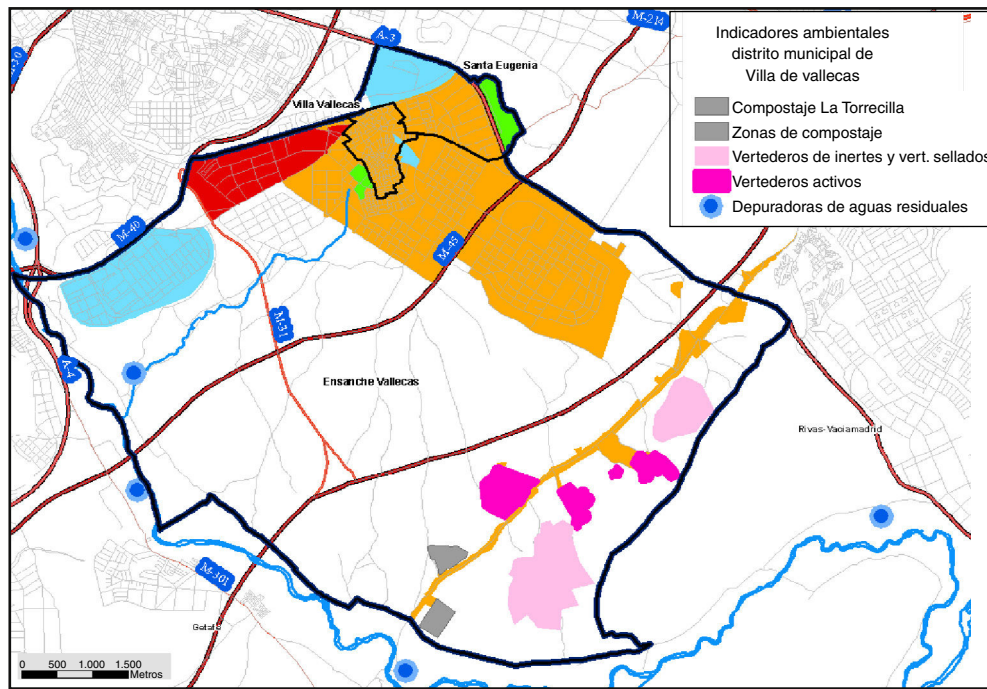 Indicadores ambientales
distrito municipal de
Villa de vallecas
Compostaje La Torrecilla
Zonas de compostaje
Vertederos de inertes y vert. sellados
Vertederos activos
Depuradoras de aguas residuales
M-214
A-3
Santa Eugenia
Villa Vallecas
M-40
M-45
M-31
A-4
Ensanche Vallecas
Rivas-Vaciamadrid
M-301
0 500 1.000 1.500
Metros